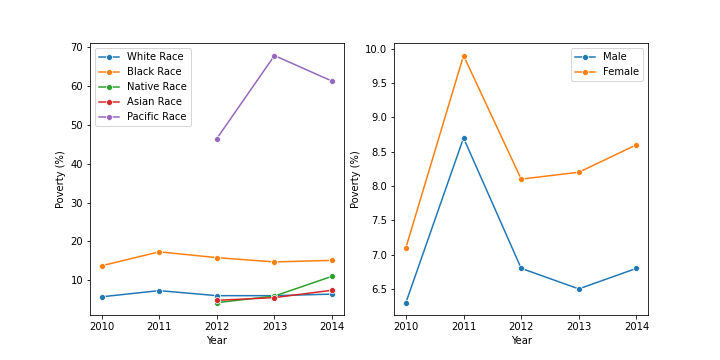 White Race
Black Race
Native Race
Asian Race
Pacific Race
70
60
50
40
30
20
10
Poverty (%)
2010 2011 2012 2013 2014
Year
Male
Female
10.0
9.5
9.0
8.5
8.0
7.5
7.0
6.5
Poverty (%)
2010 2011 2012 2013 2014
Year